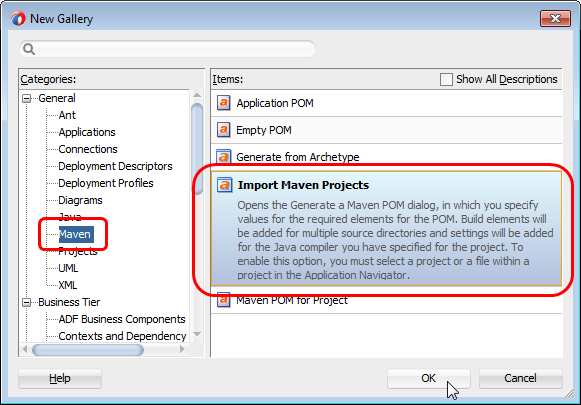 New Gallery
Categories:
General
Ant
Applications
Connections
Deployment Descriptors
Deployment Profiles
Diagrams
Java
Maven
Projects
UML
XML
Business Tier
ADF Business Components
Contexts and Dependency
Items:
Show All Descriptions
Application POM
Empty POM
Generate from Archetype
Import Maven Projects
Opens the Generate a Maven POM dialog, in which you specify
values for the required elements for the POM. Build elements will
be added for multiple source directories and settings will be added
for the Java compiler you have specified for the project. To
enable this option, you must select a project or a file within a
project in the Application Navigator.
Maven POM for Project
Help
OK
Cancel